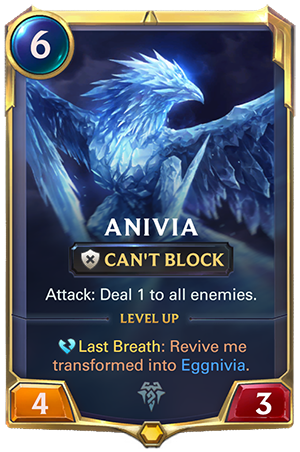 6
ANIVIA
CAN'T BLOCK
Attack: Deal 1 to all enemies.
LEVEL UP
Last Breath: Revive me
transformed into Eggnivia.
4
3